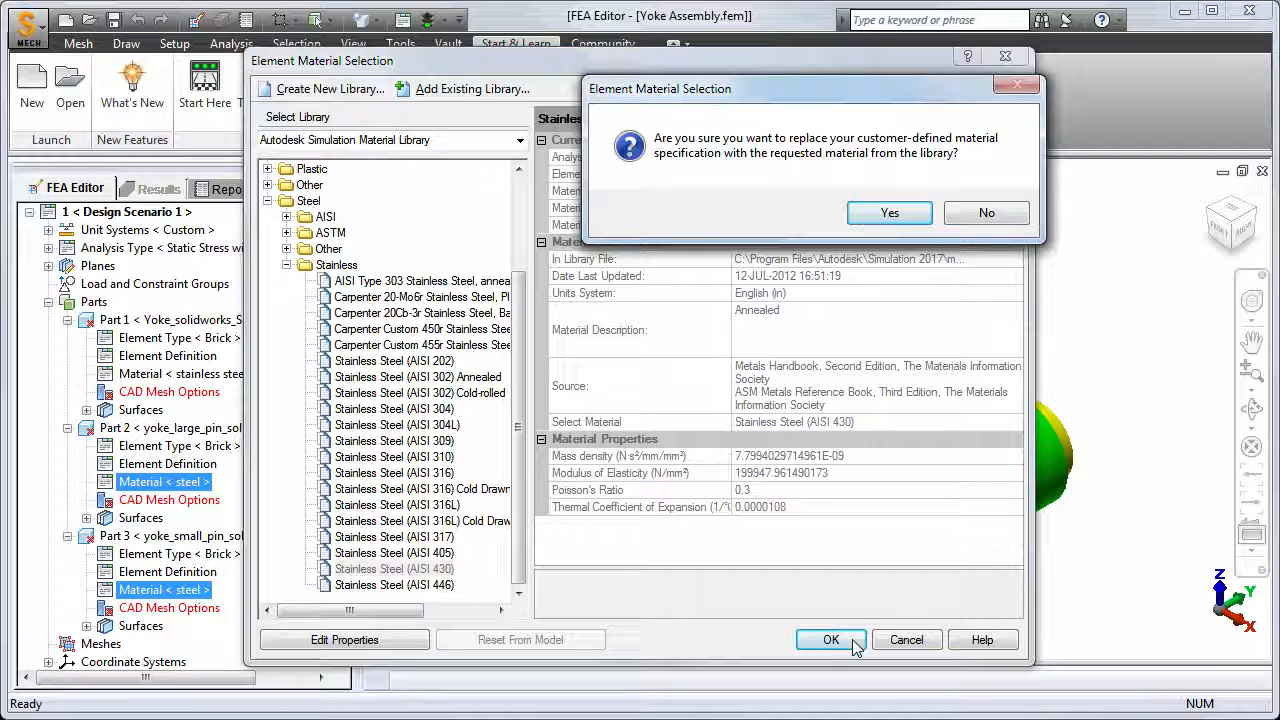 [FEA Editor - [Yoke Assembly.fem]]
Type a keyword or phrase
S
MECH
Mesh Draw Setup Analysis Selection View Tools Vault Start & Learn Community
New Open What's New Start Here
Launch New Features
FEA Editor Results Repo
1 < Design Scenario 1 >
Unit Systems < Custom >
Analysis Type < Static Stress wi
Planes
Load and Constraint Groups
Parts
Part 1 < Yoke_solidworks_S
Element Type < Brick >
Element Definition
Material < stainless stee
CAD Mesh Options
Surfaces
Part 2 < yoke_large_pin_sol
Element Type < Brick >
Element Definition
Material < steel >
CAD Mesh Options
Surfaces
Part 3 < yoke_small_pin_so
Element Type < Brick >
Element Definition
Material < steel >
CAD Mesh Options
Surfaces
Meshes
Coordinate Systems
Element Material Selection
Create New Library... Add Existing Library...
Select Library
Autodesk Simulation Material Library
Plastic
Other
Steel
AISI
ASTM
Other
Stainless
AISI Type 303 Stainless Steel, annea
Carpenter 20-Mo6r Stainless Steel, Pl
Carpenter 20Cb-3r Stainless Steel, Ba
Carpenter Custom 450r Stainless Stee
Carpenter Custom 455r Stainless Stee
Stainless Steel (AISI 202)
Stainless Steel (AISI 302) Annealed
Stainless Steel (AISI 302) Cold-rolled
Stainless Steel (AISI 304)
Stainless Steel (AISI 304L)
Stainless Steel (AISI 309)
Stainless Steel (AISI 310)
Stainless Steel (AISI 316)
Stainless Steel (AISI 316) Cold Drawn
Stainless Steel (AISI 316L)
Stainless Steel (AISI 316L) Cold Draw
Stainless Steel (AISI 317)
Stainless Steel (AISI 405)
Stainless Steel (AISI 430)
Stainless Steel (AISI 446)
Stainles
Curre
Analys
Eleme
Materi
Materi
Mate
In Library File: C:\Program Files\Autodesk\Simulation 2017\m...
Date Last Updated: 12-JUL-2012 16:51:19
Units System: English (in)
Material Description: Annealed
Source: Metals Handbook, Second Edition, The Materials Information
Society
ASM Metals Reference Book, Third Edition, The Materials
Information Society
Select Material Stainless Steel (AISI 430)
Material Properties
Mass density (N·s²/mm/mm³) 7.7994029714961E-09
Modulus of Elasticity (N/mm²) 199947.961490173
Poisson's Ratio 0.3
Thermal Coefficient of Expansion (1/° 0.0000108
Edit Properties Reset From Model OK Cancel Help
Element Material Selection
Are you sure you want to replace your customer-defined material
specification with the requested material from the library?
Yes No
Z
Y
X
Ready NUM